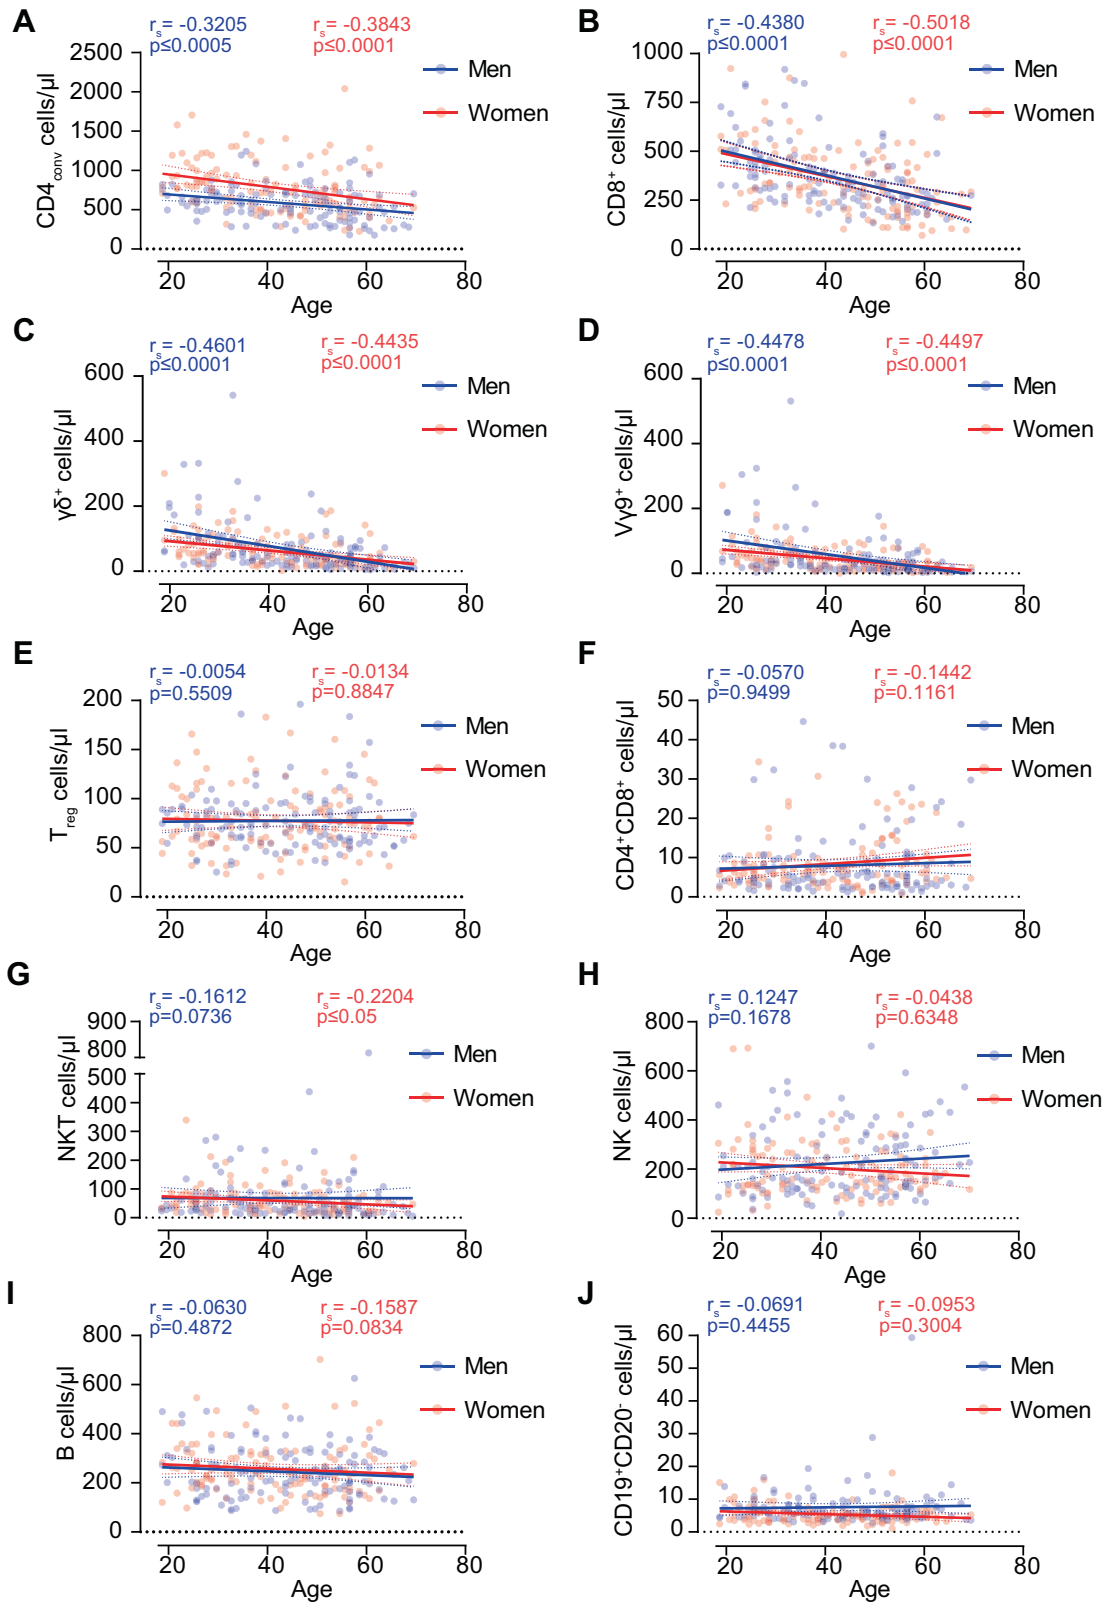 A
rs= -0.3205
p≤0.0005
rs= -0.3843
p≤0.0001
CD4conv cells/µl
2500
2000
1500
1000
500
0
20 40 60 80
Age
Men
Women
B
rs= -0.4380
p≤0.0001
rs= -0.5018
p≤0.0001
CD8+ cells/µl
1000
750
500
250
0
20 40 60 80
Age
Men
Women
C
rs= -0.4601
p≤0.0001
rs= -0.4435
p≤0.0001
γδ+ cells/µl
600
400
200
0
20 40 60 80
Age
Men
Women
D
rs= -0.4478
p≤0.0001
rs= -0.4497
p≤0.0001
Vγ9+ cells/µl
600
400
200
0
20 40 60 80
Age
Men
Women
E
rs= -0.0054
p=0.5509
rs= -0.0134
p=0.8847
Treg cells/µl
200
150
100
50
0
20 40 60 80
Age
Men
Women
F
rs= -0.0570
p=0.9499
rs= -0.1442
p=0.1161
CD4+CD8+ cells/µl
50
40
30
20
10
0
20 40 60 80
Age
Men
Women
G
rs= -0.1612
p=0.0736
rs= -0.2204
p≤0.05
NKT cells/µl
900
800
500
400
300
200
100
0
20 40 60 80
Age
Men
Women
H
rs= 0.1247
p=0.1678
rs= -0.0438
p=0.6348
NK cells/µl
800
600
400
200
0
20 40 60 80
Age
Men
Women
I
rs= -0.0630
p=0.4872
rs= -0.1587
p=0.0834
B cells/µl
800
600
400
200
0
20 40 60 80
Age
Men
Women
J
rs= -0.0691
p=0.4455
rs= -0.0953
p=0.3004
CD19+CD20- cells/µl
60
50
40
30
20
10
0
20 40 60 80
Age
Men
Women